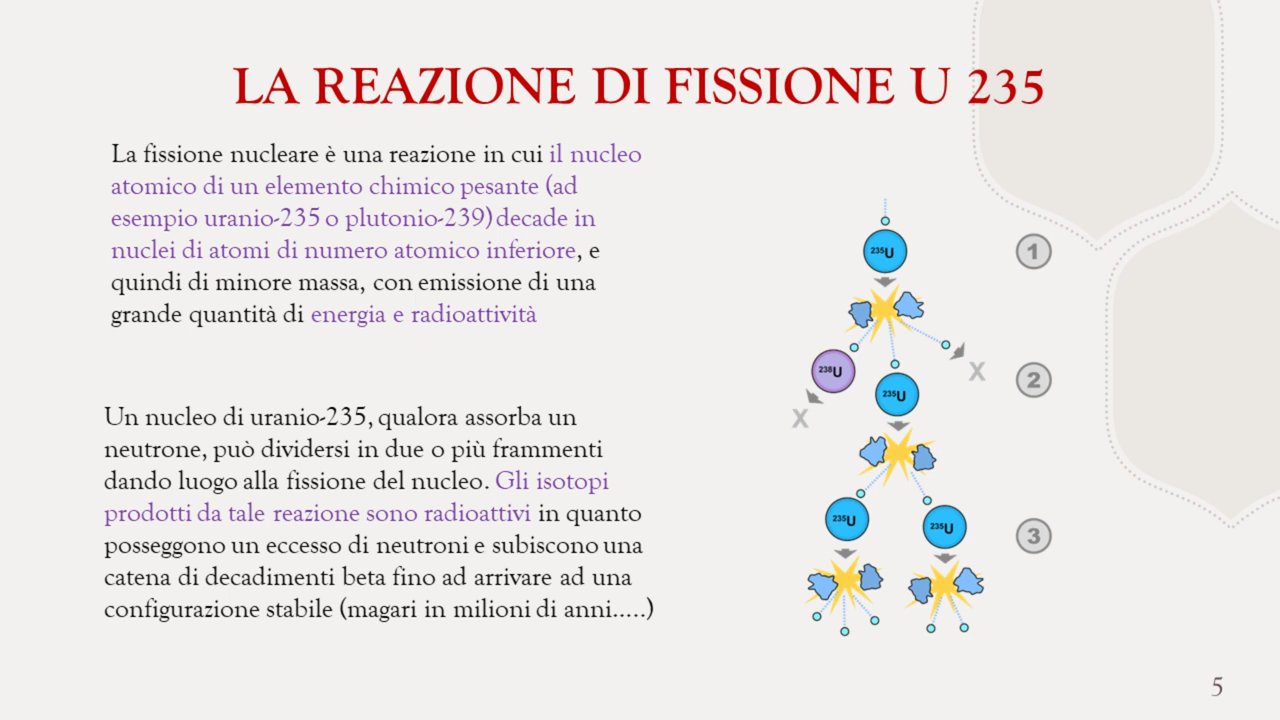 LA REAZIONE DI FISSIONE U 235
La fissione nucleare è una reazione in cui il nucleo
atomico di un elemento chimico pesante (ad
esempio uranio-235 o plutonio-239) decade in
nuclei di atomi di numero atomico inferiore, e
quindi di minore massa, con emissione di una
grande quantità di energia e radioattività
Un nucleo di uranio-235, qualora assorba un
neutrone, può dividersi in due o più frammenti
dando luogo alla fissione del nucleo. Gli isotopi
prodotti da tale reazione sono radioattivi in quanto
posseggono un eccesso di neutroni e subiscono una
catena di decadimenti beta fino ad arrivare ad una
configurazione stabile (magari in milioni di anni…..)
²³⁵U
1
²³⁸U
X
²³⁵U
X
2
²³⁵U
²³⁵U
3
5